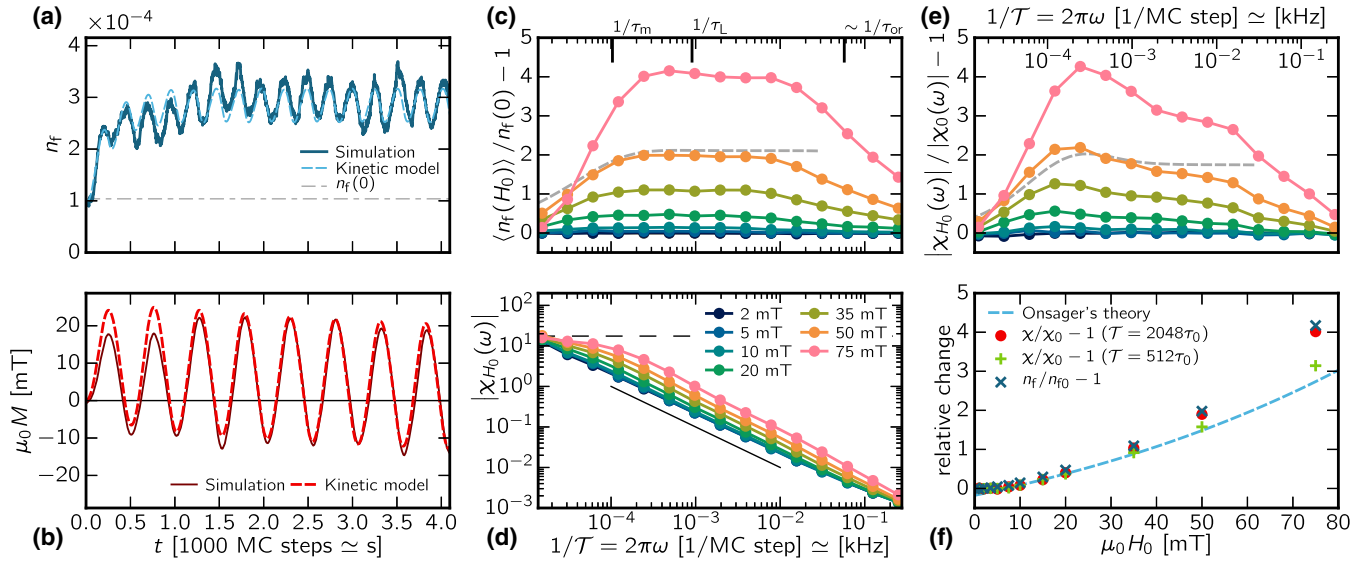 (a)
×10⁻⁴
5
4
3
2
1
0
n_f
Simulation
Kinetic model
n_f(0)
20
10
0
−10
−20
μ₀M [mT]
Simulation
Kinetic model
0.0 0.5 1.0 1.5 2.0 2.5 3.0 3.5 4.0
t [1000 MC steps ≃ s]
(b)
(c)
1/τ_m
1/τ_L
∼ 1/τ_or
5
4
3
2
1
0
⟨n_f(H₀)⟩ / n_f(0) − 1
10²
10¹
10⁰
10⁻¹
10⁻²
10⁻³
|χ_{H₀}(ω)|
2 mT
5 mT
10 mT
20 mT
35 mT
50 mT
75 mT
10⁻⁴ 10⁻³ 10⁻² 10⁻¹
1/𝒯 = 2πω [1/MC step] ≃ [kHz]
(d)
(e)
1/𝒯 = 2πω [1/MC step] ≃ [kHz]
10⁻⁴ 10⁻³ 10⁻² 10⁻¹
5
4
3
2
1
0
|χ_{H₀}(ω)| / |χ₀(ω)| − 1
5
4
3
2
1
0
relative change
Onsager's theory
χ/χ₀ − 1 (𝒯 = 2048τ₀)
χ/χ₀ − 1 (𝒯 = 512τ₀)
n_f/n_{f0} − 1
0 10 20 30 40 50 60 70 80
μ₀H₀ [mT]
(f)